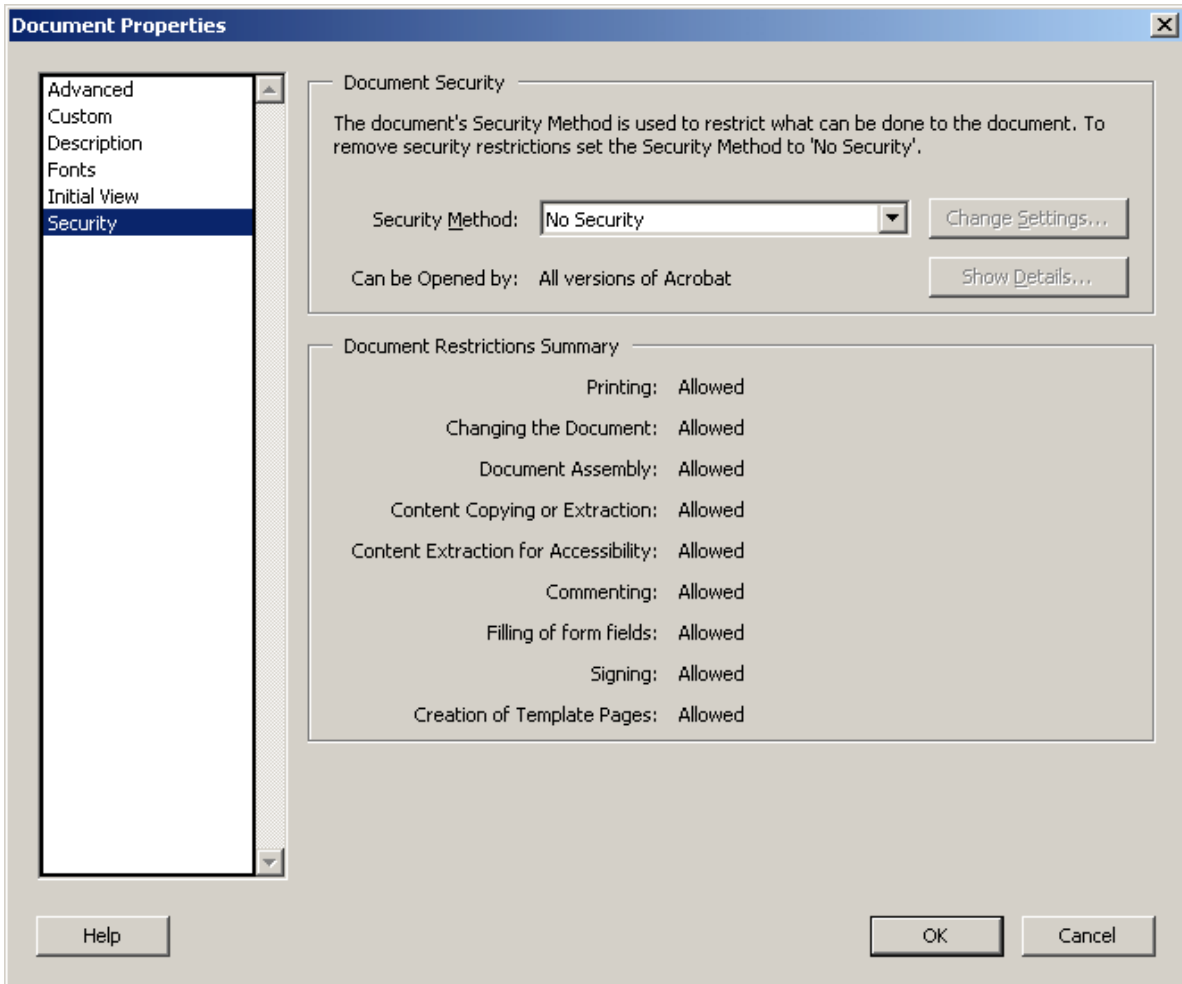 Document Properties
Advanced
Custom
Description
Fonts
Initial View
Security
Document Security
The document's Security Method is used to restrict what can be done to the document. To
remove security restrictions set the Security Method to 'No Security'.
Security Method: No Security Change Settings...
Can be Opened by: All versions of Acrobat Show Details...
Document Restrictions Summary
Printing: Allowed
Changing the Document: Allowed
Document Assembly: Allowed
Content Copying or Extraction: Allowed
Content Extraction for Accessibility: Allowed
Commenting: Allowed
Filling of form fields: Allowed
Signing: Allowed
Creation of Template Pages: Allowed
Help OK Cancel